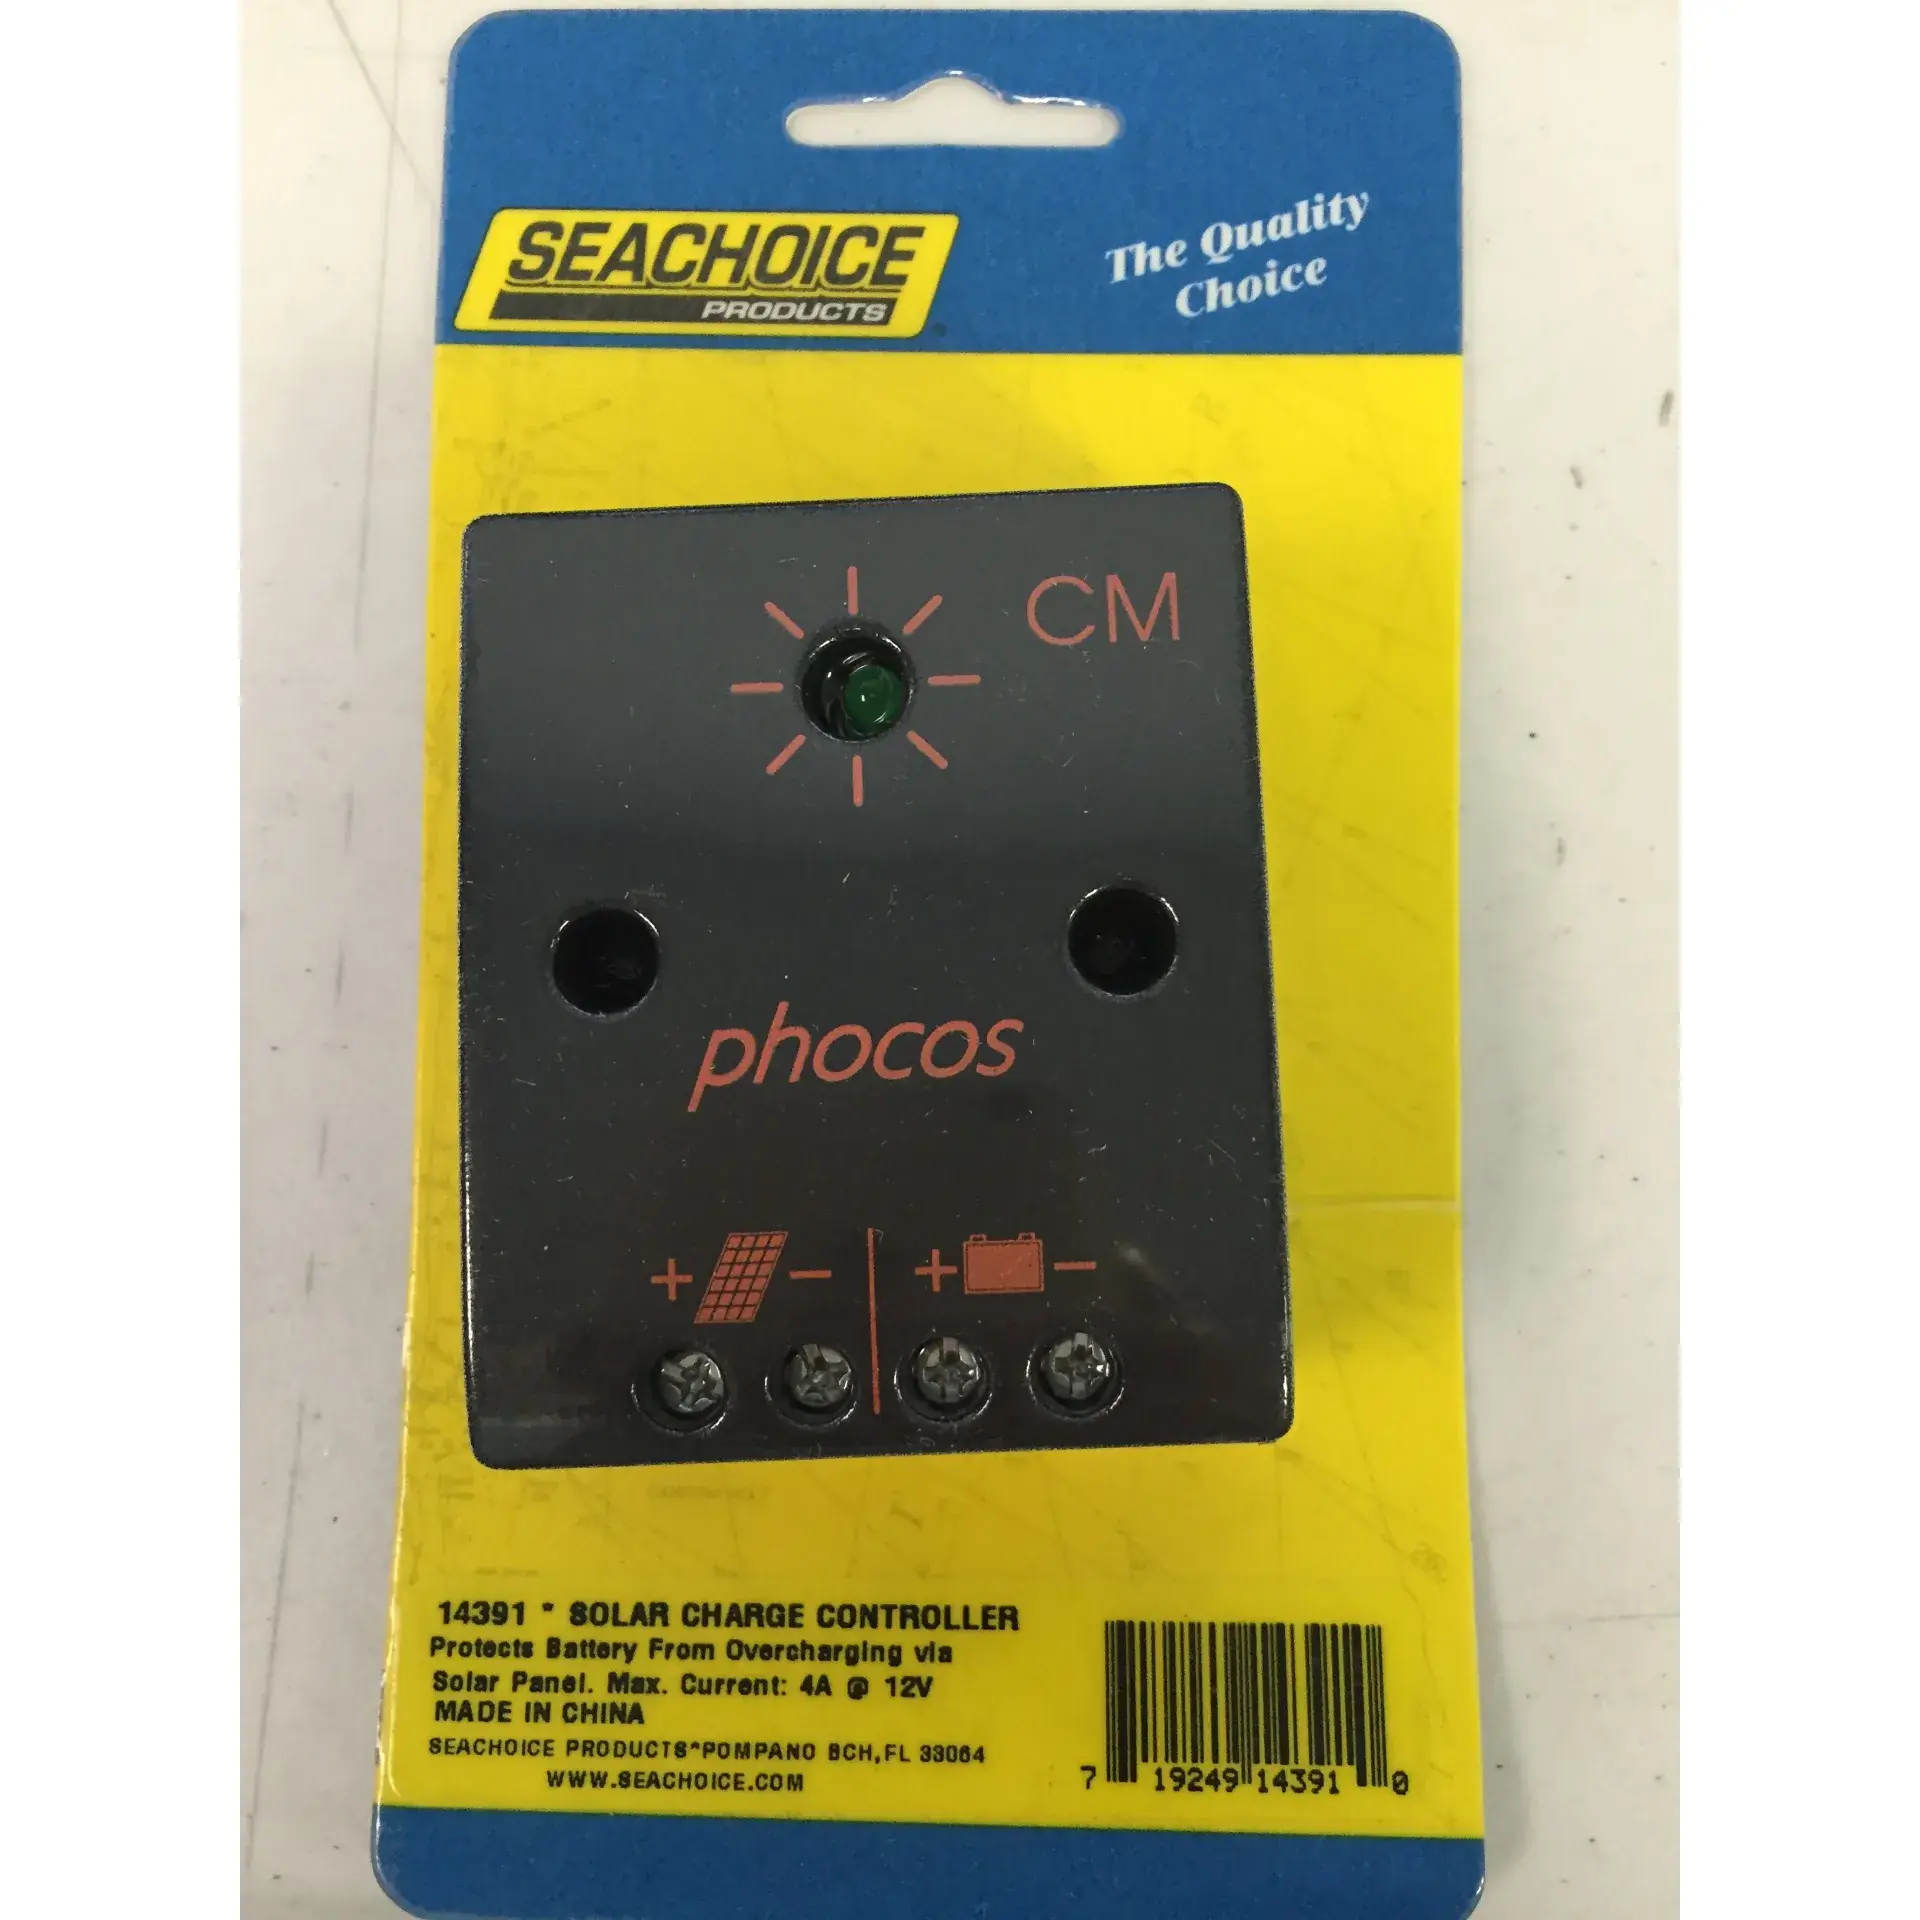 SEACHOICE
PRODUCTS
The Quality
Choice
CM
phocos
+ − + −
14391 * SOLAR CHARGE CONTROLLER
Protects Battery From Overcharging via
Solar Panel. Max. Current: 4A @ 12V
MADE IN CHINA
SEACHOICE PRODUCTS*POMPANO BCH,FL 33064
WWW.SEACHOICE.COM
7 19249 14391 0